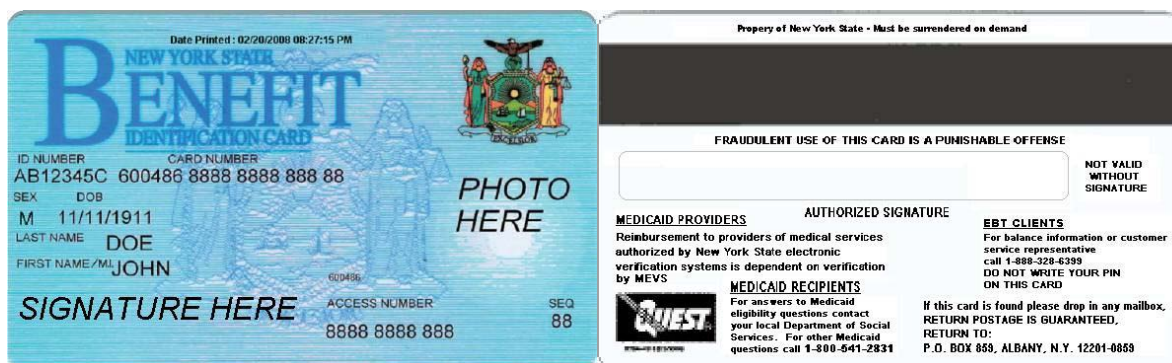 Date Printed : 02/20/2008 08:27:15 PM
NEW YORK STATE
BENEFIT
IDENTIFICATION CARD
EXCELSIOR
ID NUMBER CARD NUMBER
AB12345C 600486 8888 8888 888 88
SEX DOB
M 11/11/1911
LAST NAME DOE
FIRST NAME/M.I. JOHN
PHOTO
HERE
600486
SIGNATURE HERE
ACCESS NUMBER SEQ
8888 8888 888 88
Propery of New York State - Must be surrendered on demand
FRAUDULENT USE OF THIS CARD IS A PUNISHABLE OFFENSE
NOT VALID
WITHOUT
SIGNATURE
AUTHORIZED SIGNATURE
MEDICAID PROVIDERS
Reimbursement to providers of medical services
authorized by New York State electronic
verification systems is dependent on verification
by MEVS
QUEST
MEDICAID RECIPIENTS
For answers to Medicaid
eligibility questions contact
your local Department of Social
Services. For other Medicaid
questions call 1-800-541-2831
EBT CLIENTS
For balance information or customer
service representative
call 1-888-328-6399
DO NOT WRITE YOUR PIN
ON THIS CARD
If this card is found please drop in any mailbox,
RETURN POSTAGE IS GUARANTEED,
RETURN TO:
P.O. BOX 859, ALBANY, N.Y. 12201-0859